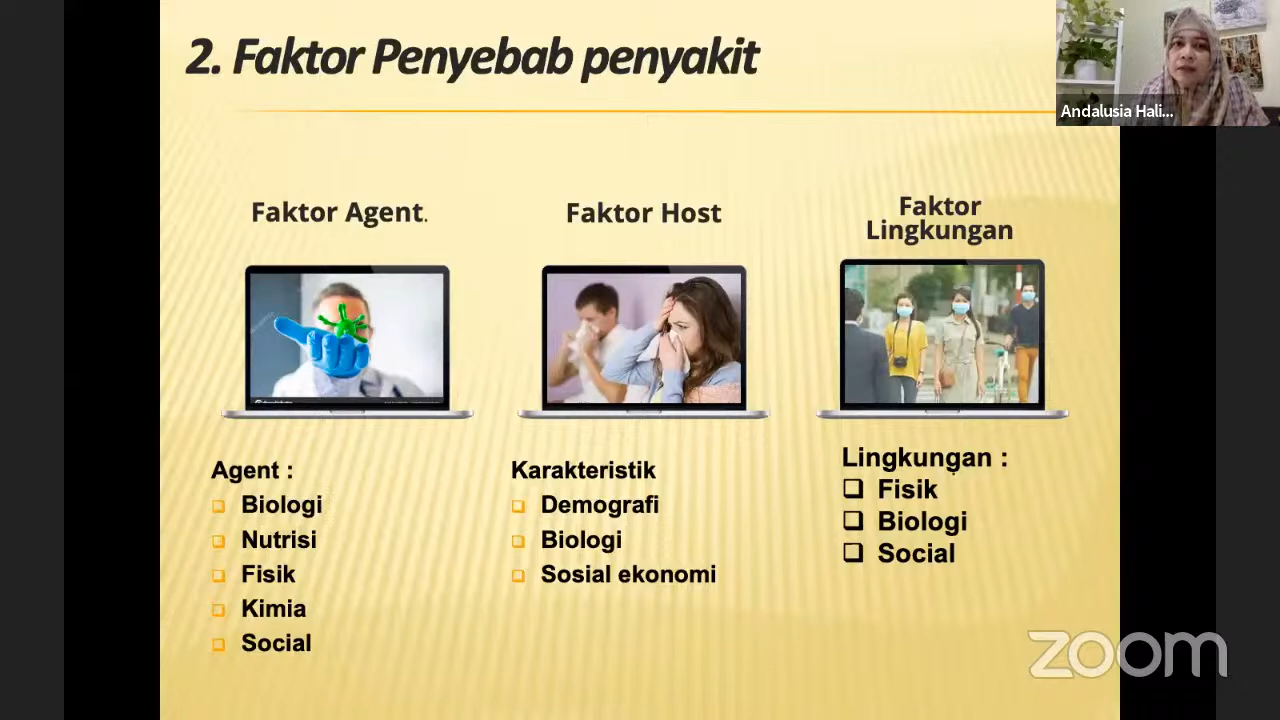 2. Faktor Penyebab penyakit
Andalusia Hali...
Faktor Agent.
Faktor Host
Faktor
Lingkungan
Agent :
Biologi
Nutrisi
Fisik
Kimia
Social
Karakteristik
Demografi
Biologi
Sosial ekonomi
Lingkungan :
Fisik
Biologi
Social
zoom